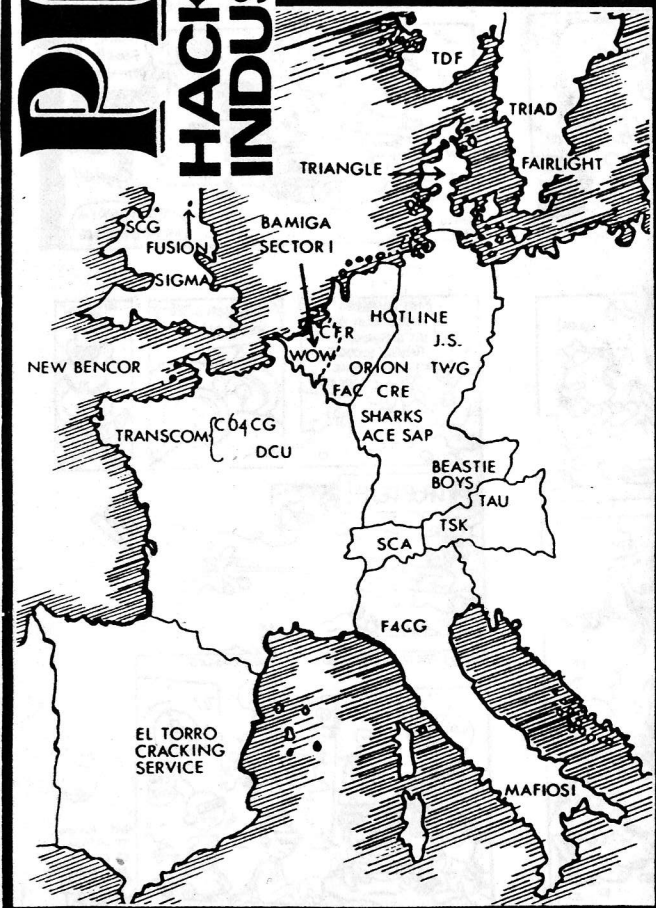 HACK
INDUS
TDF
TRIAD
TRIANGLE
FAIRLIGHT
SCG
FUSION
SIGMA
BAMIGA
SECTOR I
CFR
WOW
HOTLINE
J.S.
NEW BENCOR
ORION
TWG
FAC CRE
SHARKS
ACE SAP
TRANSCOM
C64CG
DCU
BEASTIE
BOYS
TAU
TSK
SCA
F4CG
EL TORRO
CRACKING
SERVICE
MAFIOSI